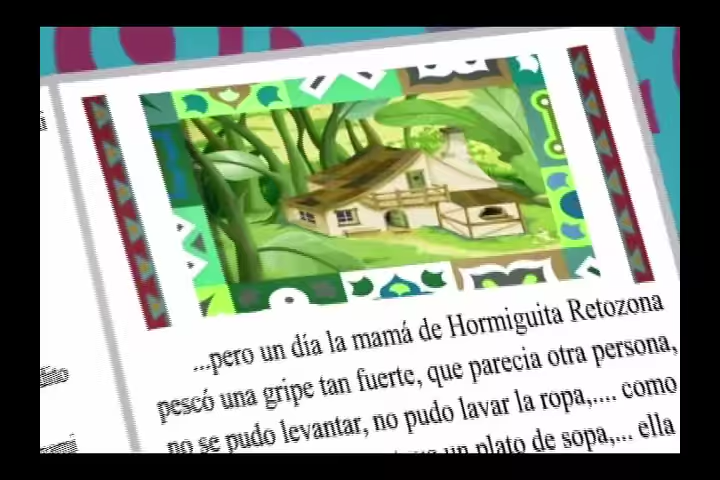 ...pero un día la mamá de Hormiguita Retozona
pescó una gripe tan fuerte, que parecia otra persona,
no se pudo levantar, no pudo lavar la ropa,.... como
un plato de sopa,... ella